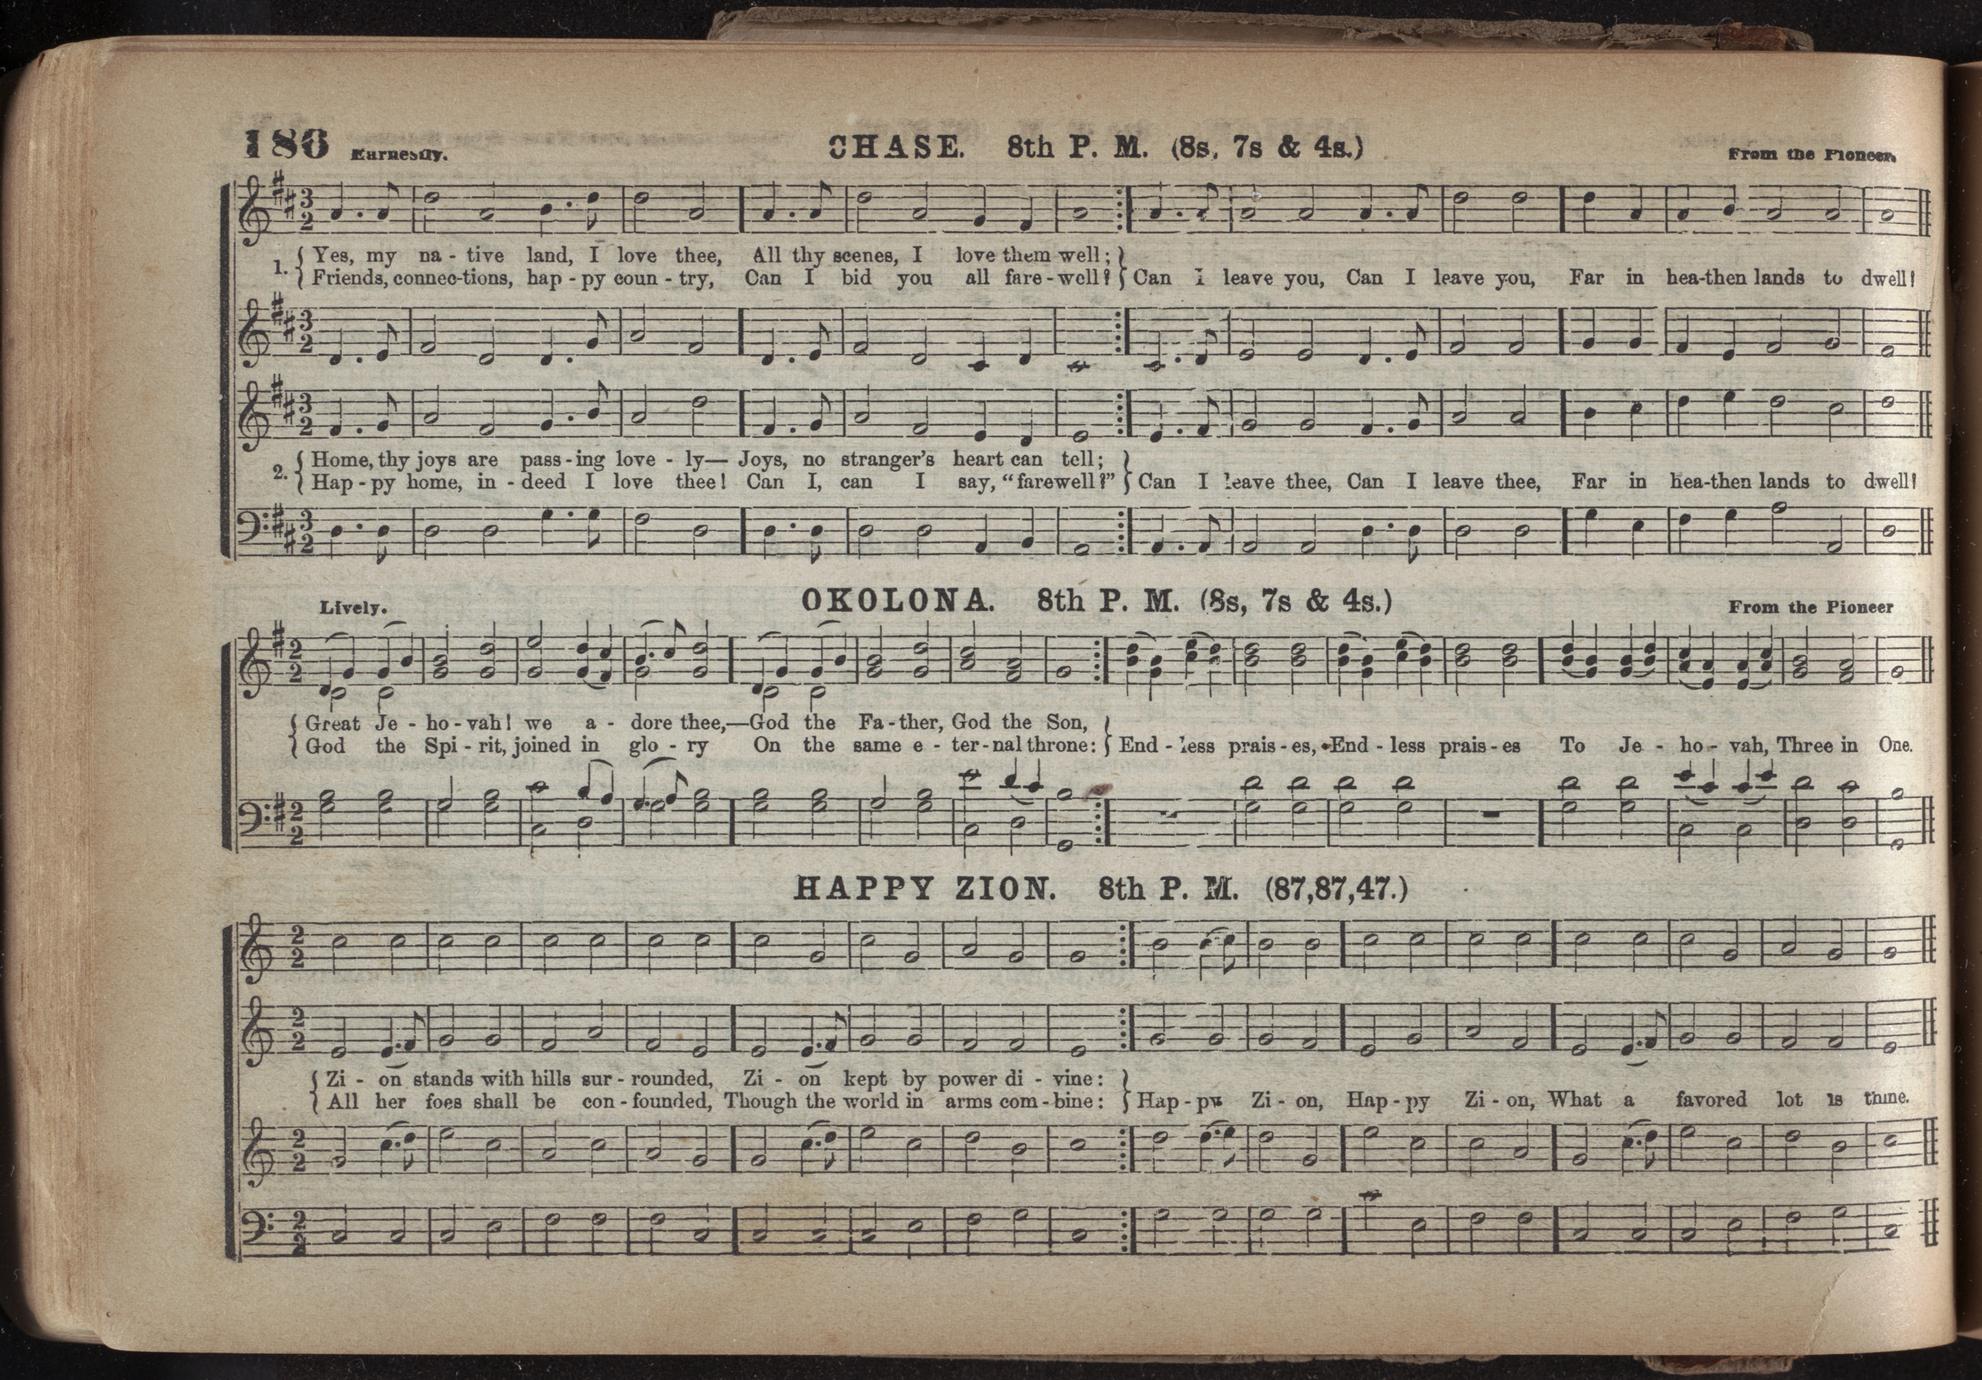 180 Earnestly. CHASE. 8th P. M. (8s, 7s & 4s.) From the Pioneer.
1. { Yes, my na - tive land, I love thee, All thy scenes, I love them well; }
{ Friends, connec-tions, hap - py coun - try, Can I bid you all fare - well? } Can I leave you, Can I leave you, Far in hea-then lands to dwell?
2. { Home, thy joys are pass - ing love - ly— Joys, no stranger's heart can tell; }
{ Hap - py home, in - deed I love thee! Can I, can I say, “farewell?” } Can I leave thee, Can I leave thee, Far in hea-then lands to dwell?
Lively. OKOLONA. 8th P. M. (8s, 7s & 4s.) From the Pioneer
{ Great Je - ho - vah! we a - dore thee,—God the Fa - ther, God the Son, }
{ God the Spi - rit, joined in glo - ry On the same e - ter - nal throne: } End - less prais - es, End - less prais - es To Je - ho - vah, Three in One.
HAPPY ZION. 8th P. M. (87,87,47.)
{ Zi - on stands with hills sur - rounded, Zi - on kept by power di - vine: }
{ All her foes shall be con - founded, Though the world in arms com - bine: } Hap - py Zi - on, Hap - py Zi - on, What a favored lot is thine.